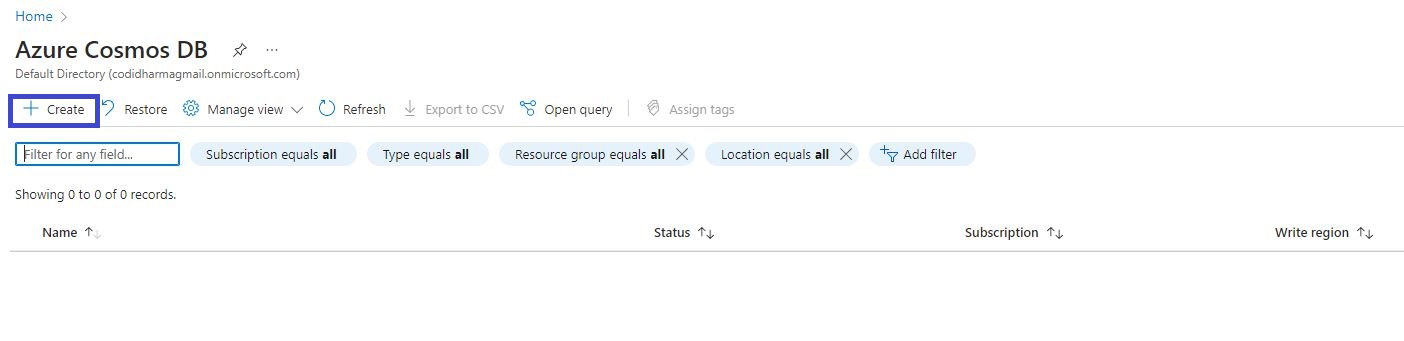 Home
Azure Cosmos DB
Default Directory (codidharmagmail.onmicrosoft.com)
Create Restore Manage view Refresh Export to CSV Open query Assign tags
Filter for any field... Subscription equals all Type equals all Resource group equals all Location equals all Add filter
Showing 0 to 0 of 0 records.
Name Status Subscription Write region